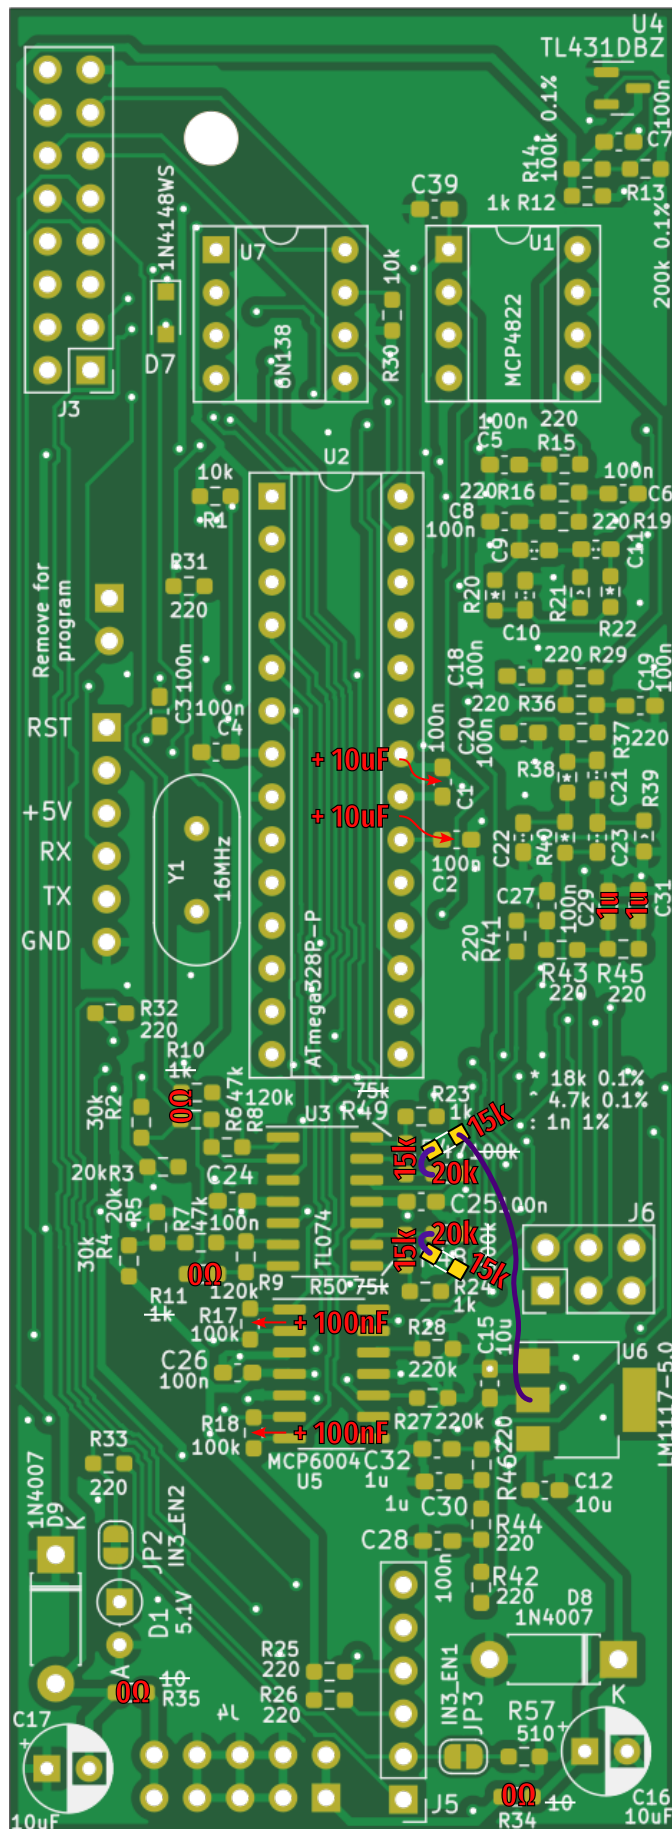 U4
TL431DBZ
100n
C7
R14
100k 0.1%
R13
200k 0.1%
1k R12
C39
1N4148WS
D7
U7
6N138
10k
R30
U1
MCP4822
J3
U2
10k
R1
100n
C5
220
R15
100n
C6
220
R16
C8
100n
220
R19
C9
C11
R20
*
:
C10
R21
^
*
R22
R31
220
Remove for
program
C18
100n
220
R29
C19
100n
220
R36
220
R37
RST
+5V
RX
TX
GND
C3
100n
100n
C4
100n
C20
100n
+ 10uF
C1
+ 10uF
100n
C2
R38
*
:
C21
R39
C22
:
R40
*
:
C23
^
Y1
16MHz
ATmega328P-P
C27
100n
C29
1u
1u
C31
220
R41
R43
220
R45
220
R32
220
R10
1k
0Ω
47k
R6
R8
120k
75k
R49
R23
1k
* 18k 0.1%
^ 4.7k 0.1%
: 1n 1%
30k
R2
U3
TL074
15k
15k
100k
20k
20k
R3
C24
100n
C25
100n
20k
R5
R7
47k
30k
R4
0Ω
R9
120k
R11
1k
20k
15k
15k
R50
75k
R24
1k
J6
R17
100k
+ 100nF
C26
100n
R28
220k
C15
10u
U6
LM1117-5.0
R18
100k
+ 100nF
R27
220k
MCP6004
U5
C32
1u
1u
C30
R46
220
C12
10u
R33
220
1N4007
D9
K
JP2
IN3_EN2
D1
5.1V
A
C28
100n
R44
220
R42
220
D8
1N4007
K
R25
220
R26
220
10
0Ω
R35
IN3_EN1
JP3
R57
510
C17
+
10uF
J4
J5
0Ω
10
R34
+
C16
10uF